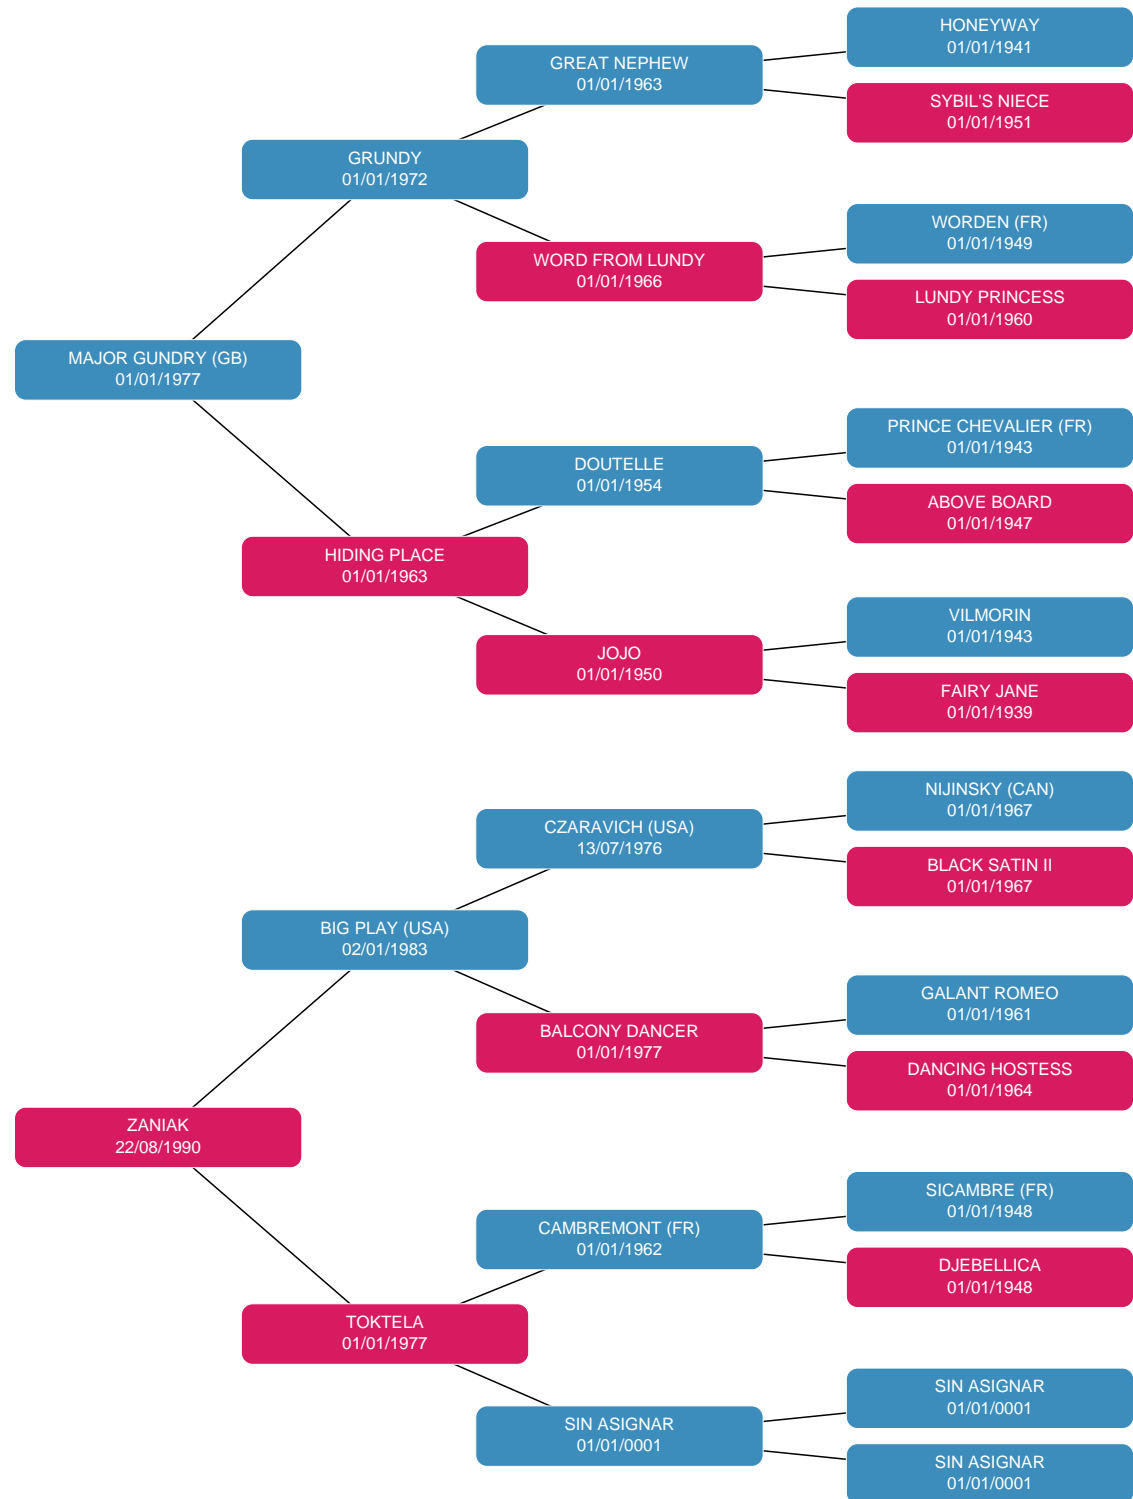 HONEYWAY
01/01/1941
GREAT NEPHEW
01/01/1963
SYBIL'S NIECE
01/01/1951
GRUNDY
01/01/1972
WORDEN (FR)
01/01/1949
WORD FROM LUNDY
01/01/1966
LUNDY PRINCESS
01/01/1960
MAJOR GUNDRY (GB)
01/01/1977
PRINCE CHEVALIER (FR)
01/01/1943
DOUTELLE
01/01/1954
ABOVE BOARD
01/01/1947
HIDING PLACE
01/01/1963
VILMORIN
01/01/1943
JOJO
01/01/1950
FAIRY JANE
01/01/1939
NIJINSKY (CAN)
01/01/1967
CZARAVICH (USA)
13/07/1976
BLACK SATIN II
01/01/1967
BIG PLAY (USA)
02/01/1983
GALANT ROMEO
01/01/1961
BALCONY DANCER
01/01/1977
DANCING HOSTESS
01/01/1964
ZANIAK
22/08/1990
SICAMBRE (FR)
01/01/1948
CAMBREMONT (FR)
01/01/1962
DJEBELLICA
01/01/1948
TOKTELA
01/01/1977
SIN ASIGNAR
01/01/0001
SIN ASIGNAR
01/01/0001
SIN ASIGNAR
01/01/0001